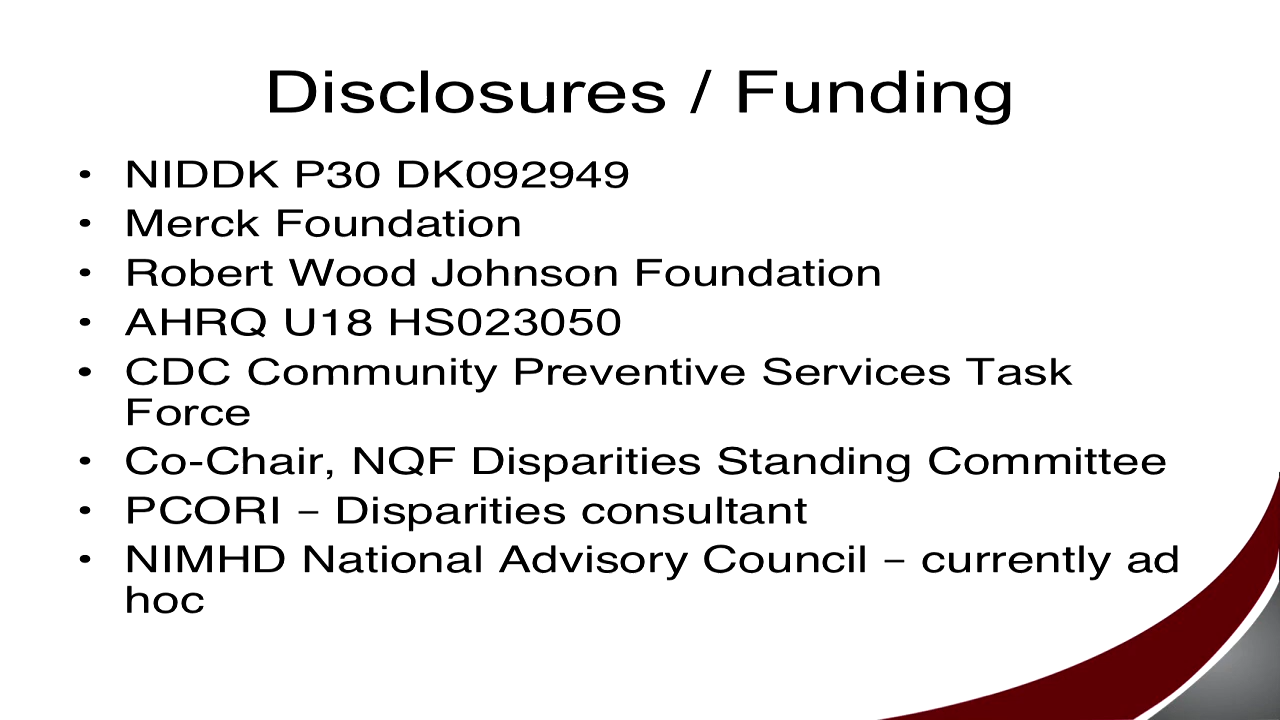 Disclosures / Funding
• NIDDK P30 DK092949
• Merck Foundation
• Robert Wood Johnson Foundation
• AHRQ U18 HS023050
• CDC Community Preventive Services Task
Force
• Co-Chair, NQF Disparities Standing Committee
• PCORI – Disparities consultant
• NIMHD National Advisory Council – currently ad
hoc